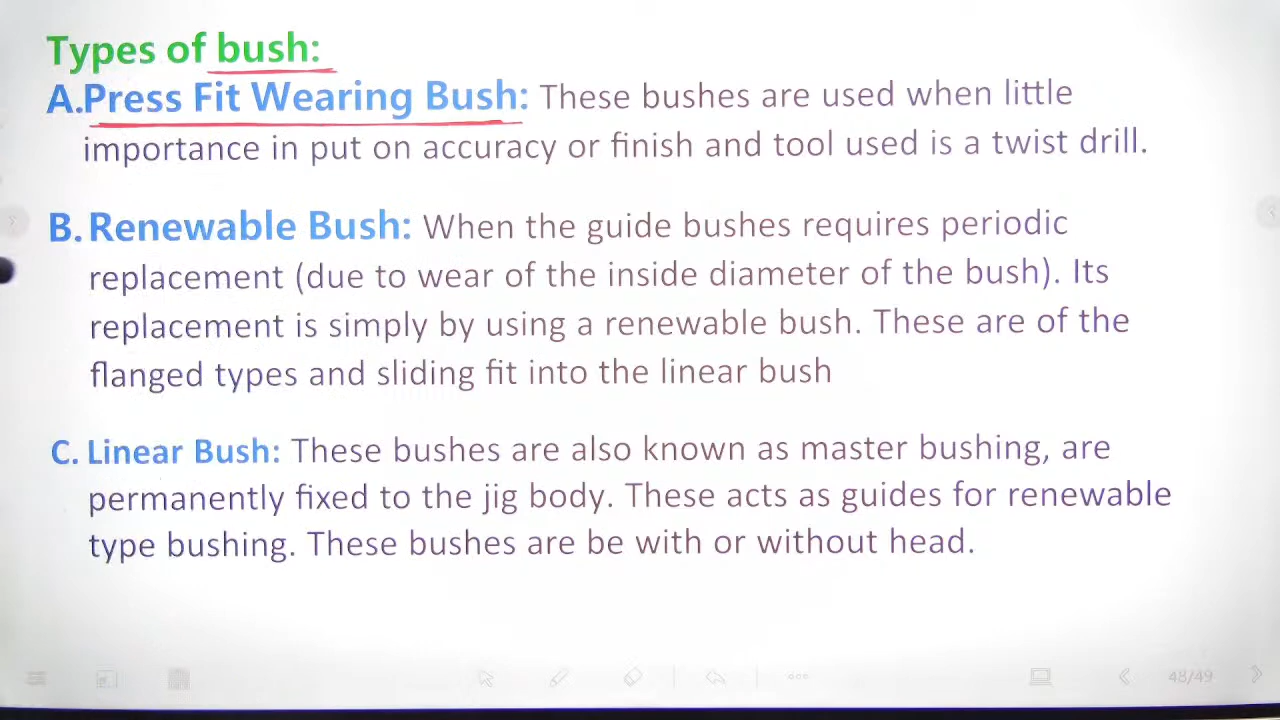 Types of bush:
A.Press Fit Wearing Bush: These bushes are used when little
importance in put on accuracy or finish and tool used is a twist drill.
B. Renewable Bush: When the guide bushes requires periodic
replacement (due to wear of the inside diameter of the bush). Its
replacement is simply by using a renewable bush. These are of the
flanged types and sliding fit into the linear bush
C. Linear Bush: These bushes are also known as master bushing, are
permanently fixed to the jig body. These acts as guides for renewable
type bushing. These bushes are be with or without head.
48/49